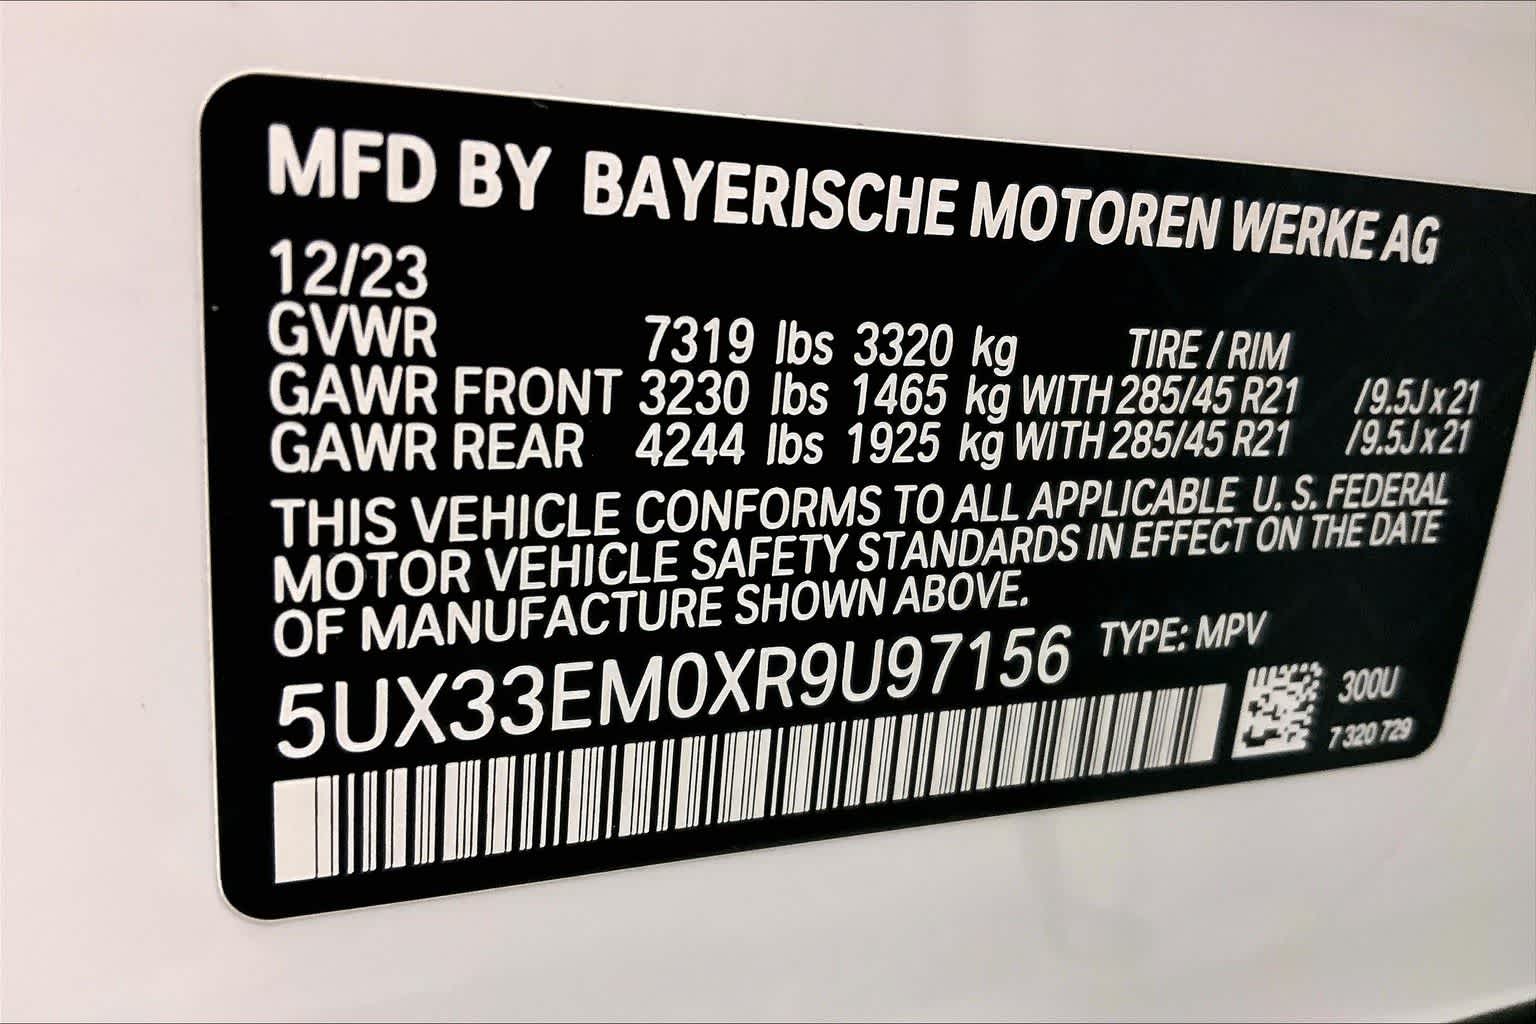 MFD BY BAYERISCHE MOTOREN WERKE AG
12/23
GVWR 7319 lbs 3320 kg TIRE / RIM
GAWR FRONT 3230 lbs 1465 kg WITH 285/45 R21 /9.5J x 21
GAWR REAR 4244 lbs 1925 kg WITH 285/45 R21 /9.5J x 21
THIS VEHICLE CONFORMS TO ALL APPLICABLE U. S. FEDERAL
MOTOR VEHICLE SAFETY STANDARDS IN EFFECT ON THE DATE
OF MANUFACTURE SHOWN ABOVE.
5UX33EM0XR9U97156 TYPE: MPV
300U
7 320 729